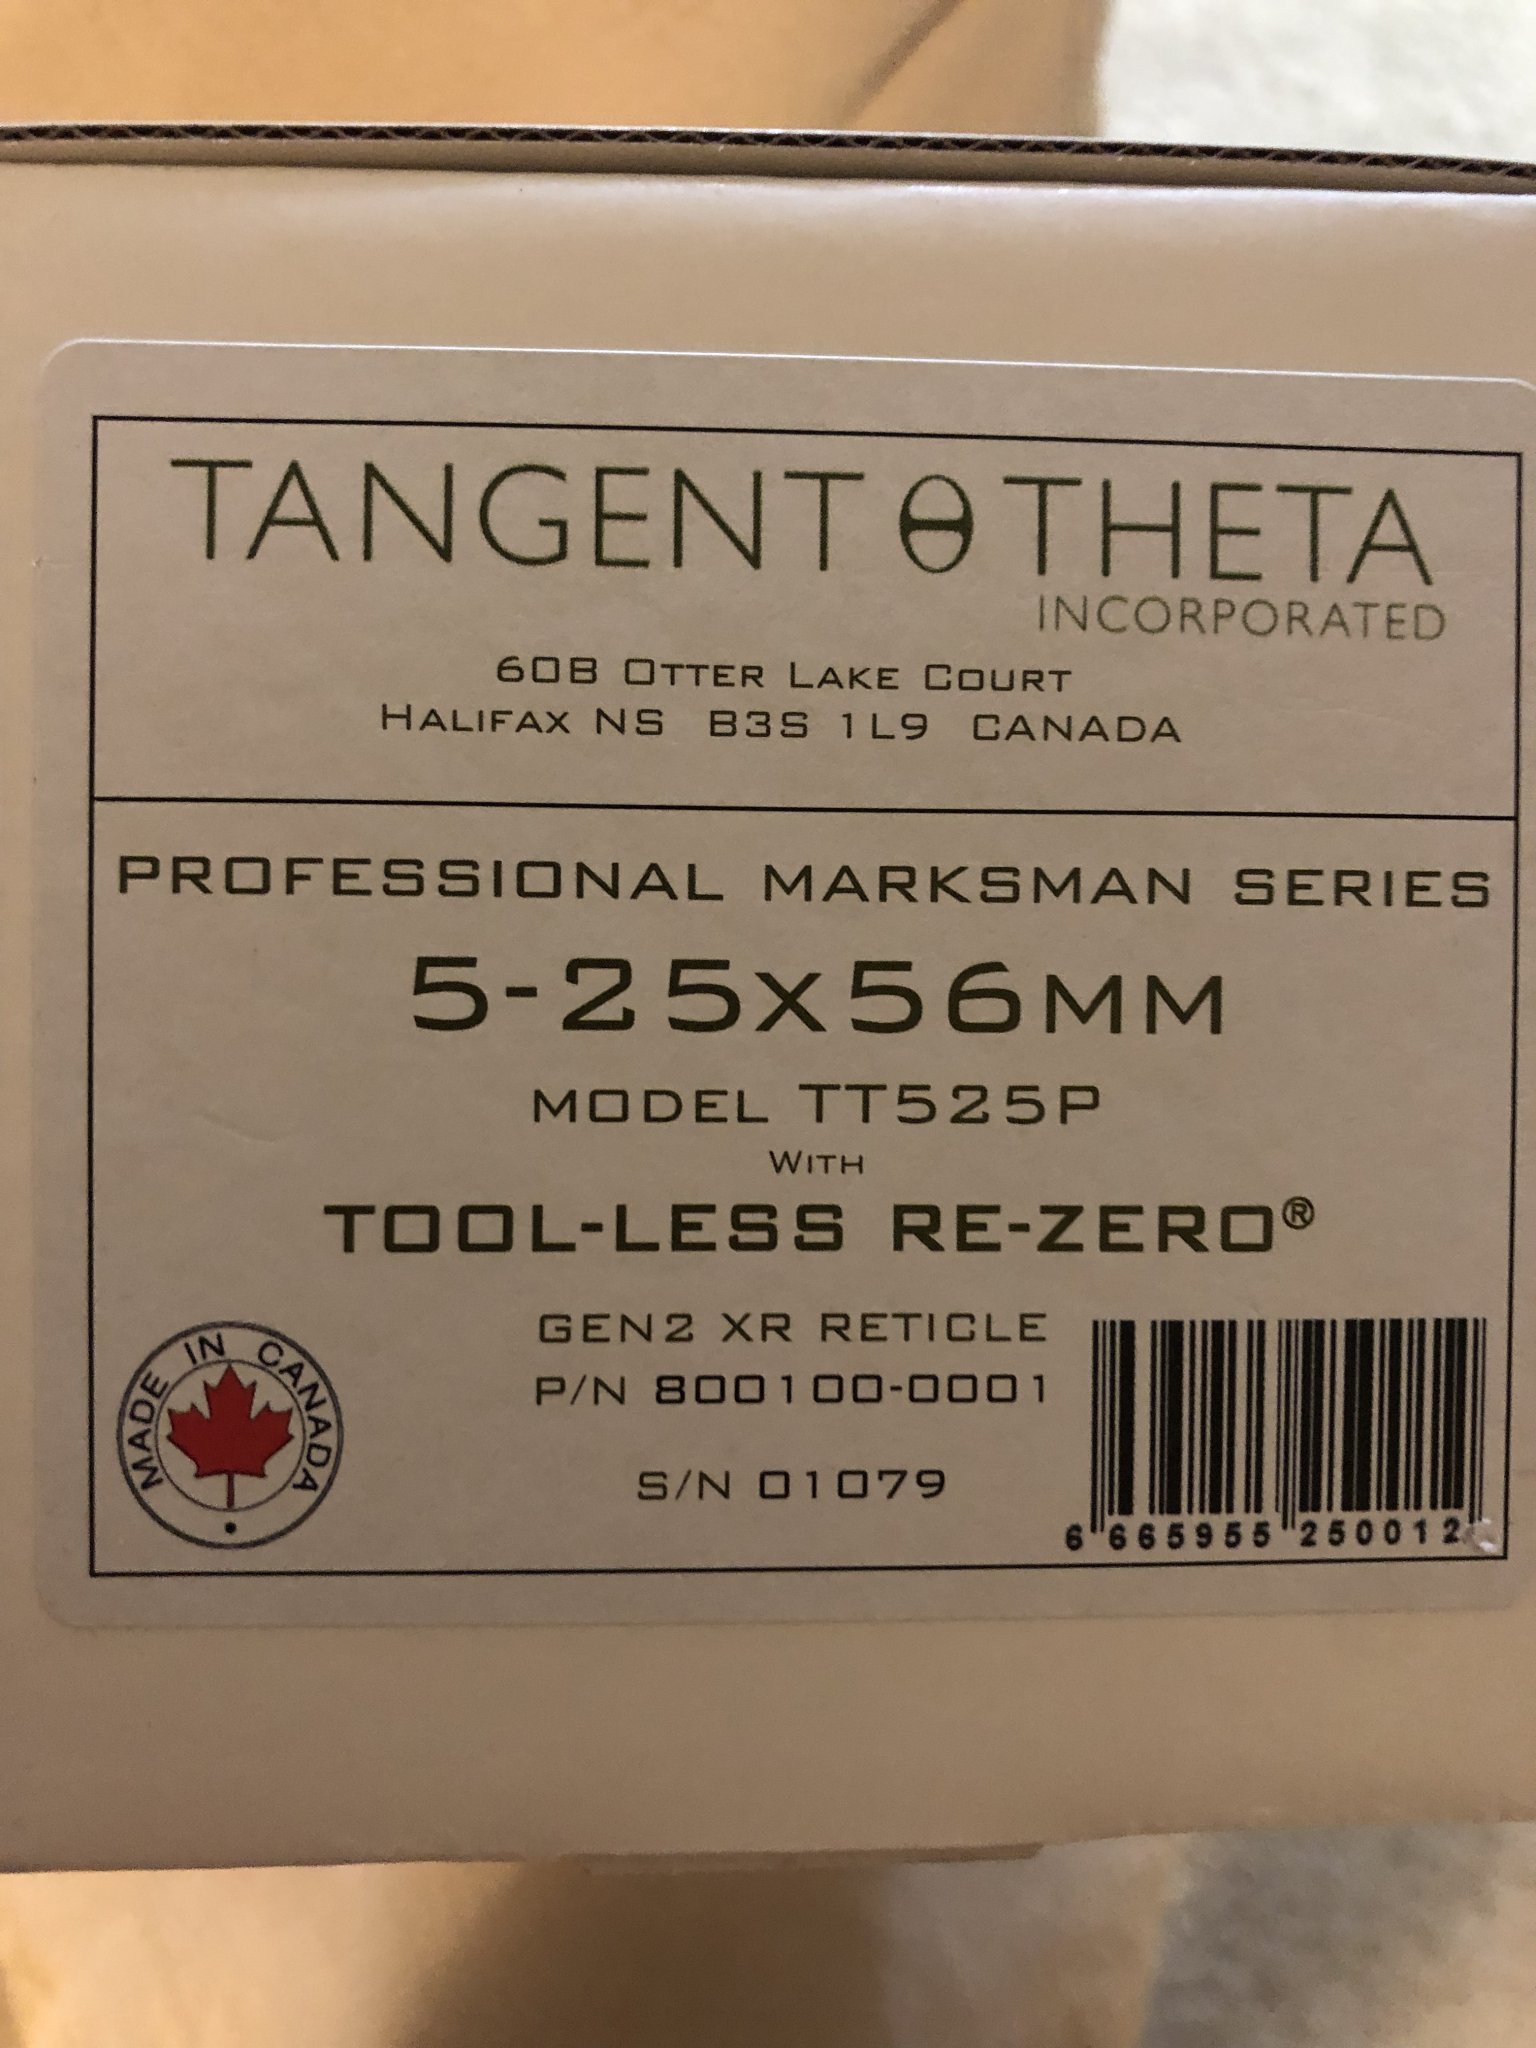 TANGENT θ THETA
INCORPORATED
60B OTTER LAKE COURT
HALIFAX NS B3S 1L9 CANADA
PROFESSIONAL MARKSMAN SERIES
5-25X56MM
MODEL TT525P
WITH
TOOL-LESS RE-ZERO®
GEN2 XR RETICLE
P/N 800100-0001
S/N 01079
MADE IN CANADA
6 665955 250012